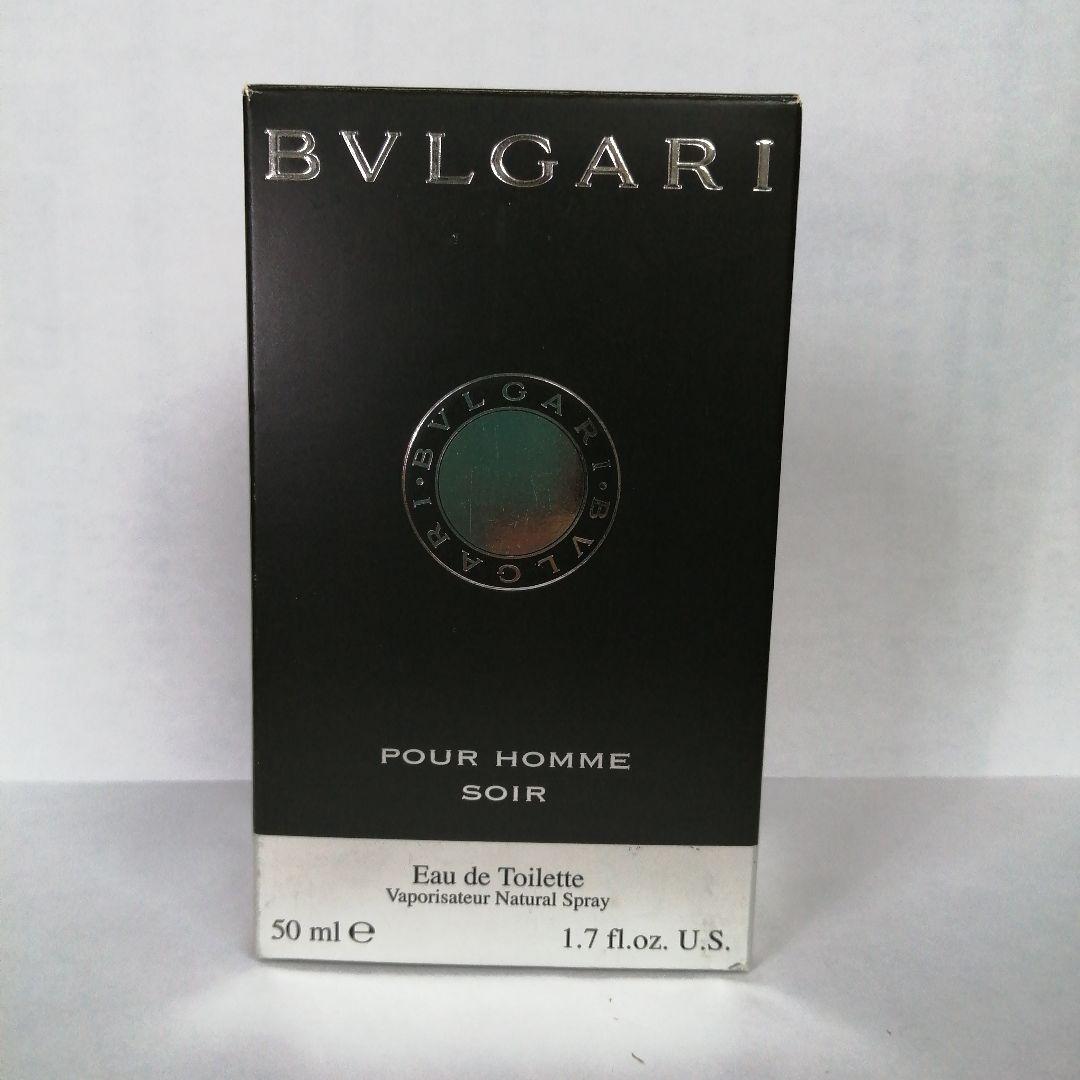 BVLGARI
BVLGARI • BVLGARI •
POUR HOMME
SOIR
Eau de Toilette
Vaporisateur Natural Spray
50 ml ℮
1.7 fl.oz. U.S.